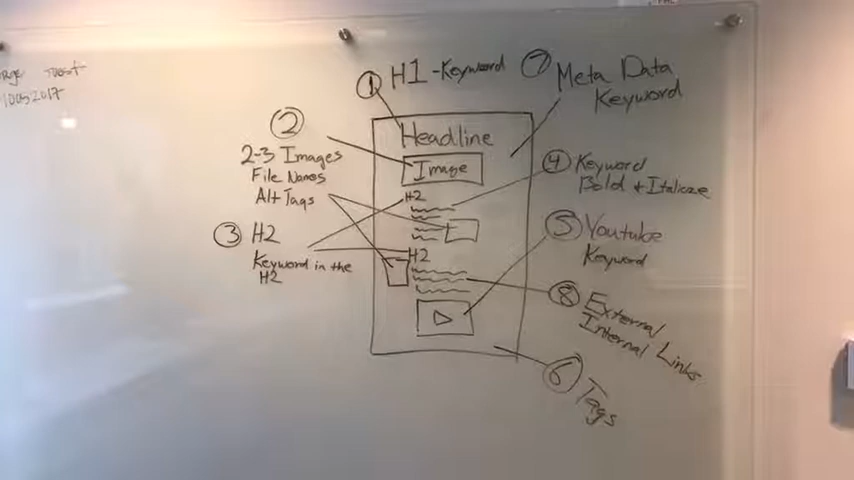 10052017
① H1 -Keyword
⑦ Meta Data
Keyword
② 
2-3 Images
File Names
Alt Tags
Headline
Image
H2
④ Keyword
Bold + Italicize
③ H2
Keyword in the
H2
H2
⑤ Youtube
Keyword
⑧ External
Internal Links
⑥ Tags